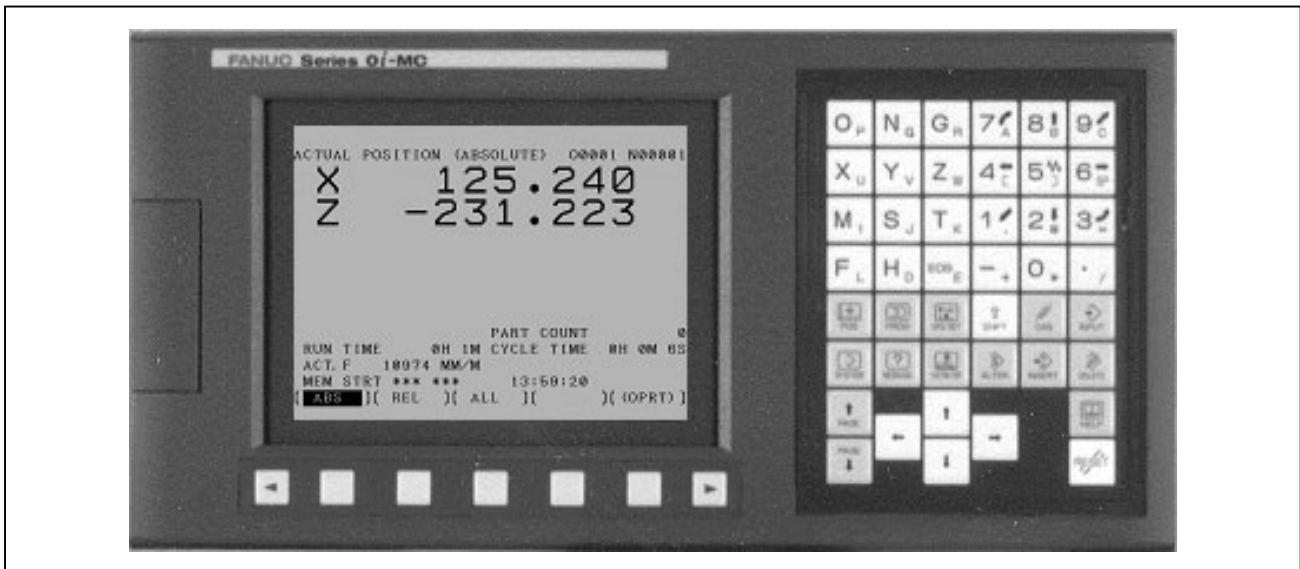 FANUC Series 0i-MC
ACTUAL POSITION (ABSOLUTE) O0001 N00001
X 125.240
Z -231.223
PART COUNT 0
RUN TIME 0H 1M CYCLE TIME 0H 0M 6S
ACT.F 10974 MM/M
MEM STRT *** *** 13:59:20
[ ABS ][ REL ][ ALL ][ ][ (OPRT) ]
O P N Q G R 7 A 8 B 9 C
X U Y V Z W 4 [ 5 ] 6 SP
M I S J T K 1 , 2 # 3 =
F L H D EOB E - + 0 * . /
POS PROG OFS/SET SHIFT CAN INPUT
SYSTEM MESSAGE ALTER INSERT DELETE
↑ PAGE ↑ HELP
← →
PAGE ↓ ↓ RESET